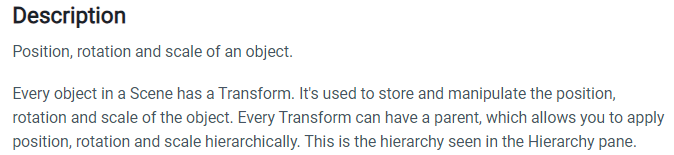 Description
Position, rotation and scale of an object.
Every object in a Scene has a Transform. It's used to store and manipulate the position,
rotation and scale of the object. Every Transform can have a parent, which allows you to apply
position, rotation and scale hierarchically. This is the hierarchy seen in the Hierarchy pane.